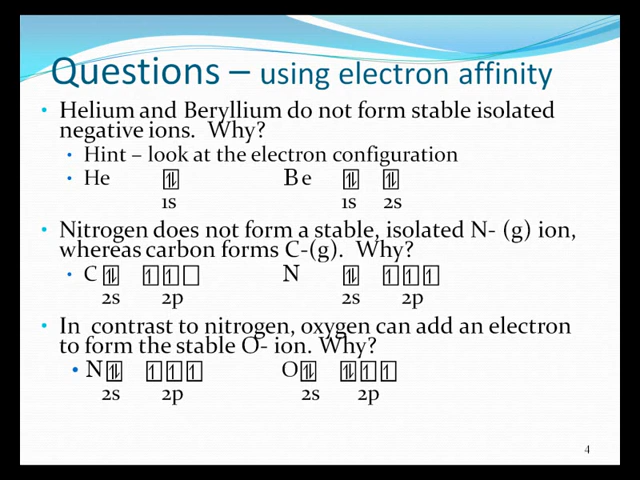 Questions – using electron affinity
• Helium and Beryllium do not form stable isolated
negative ions. Why?
• Hint – look at the electron configuration
• He ⥮ Be ⥮ ⥮
1s 1s 2s
• Nitrogen does not form a stable, isolated N- (g) ion,
whereas carbon forms C-(g). Why?
• C ⥮ ↿ ↿ N ⥮ ↿ ↿ ↿
2s 2p 2s 2p
• In contrast to nitrogen, oxygen can add an electron
to form the stable O- ion. Why?
• N ⥮ ↿ ↿ ↿ O ⥮ ⥮ ↿ ↿
2s 2p 2s 2p
4